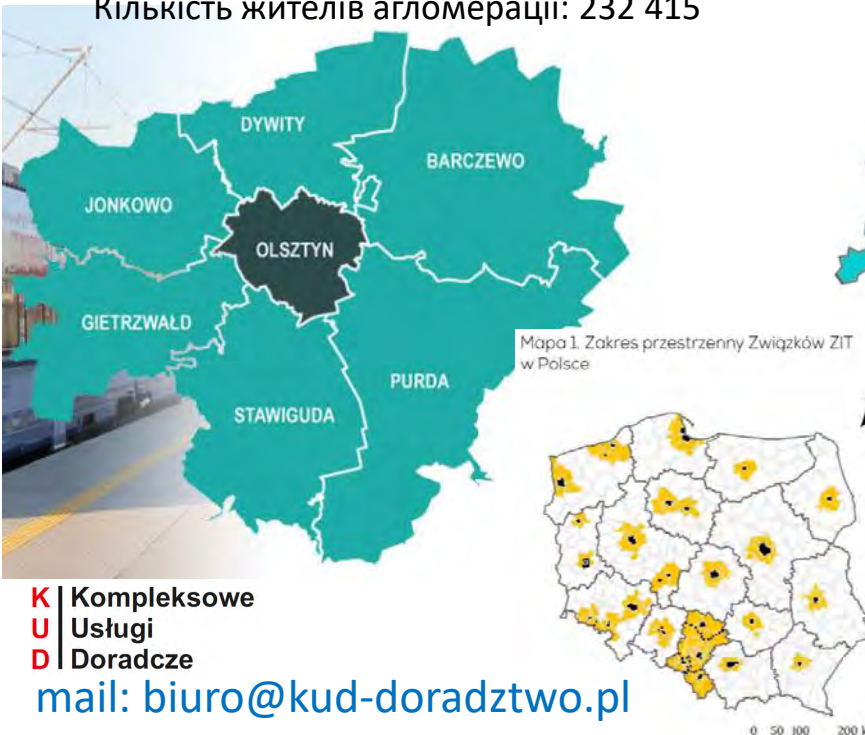 Кількість жителів агломерації: 232 415
DYWITY
BARCZEWO
JONKOWO
OLSZTYN
GIETRZWAŁD
Mapa 1. Zakres przestrzenny Związków ZIT
w Polsce
PURDA
STAWIGUDA
K Kompleksowe
U Usługi
D Doradcze
mail: biuro@kud-doradztwo.pl
0 50 100 200